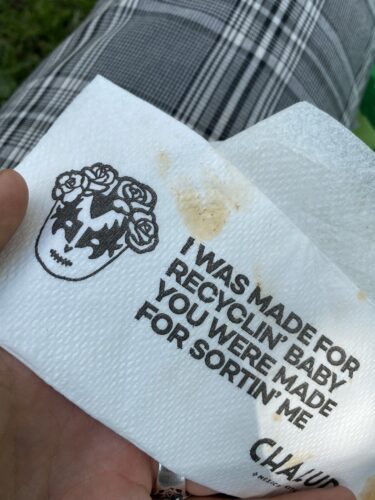 I WAS MADE FOR
RECYCLIN' BABY
YOU WERE MADE
FOR SORTIN' ME